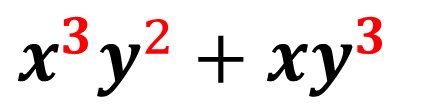 x³y² + xy³